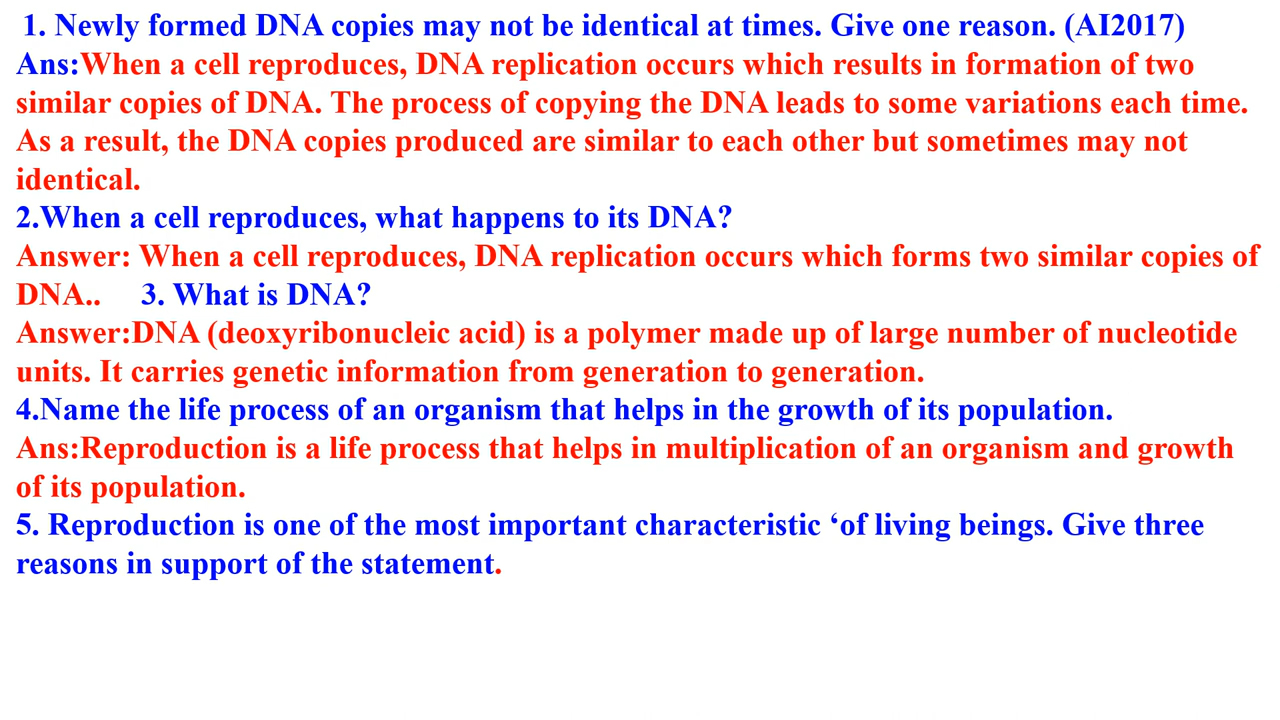 1. Newly formed DNA copies may not be identical at times. Give one reason. (AI2017)
Ans:When a cell reproduces, DNA replication occurs which results in formation of two
similar copies of DNA. The process of copying the DNA leads to some variations each time.
As a result, the DNA copies produced are similar to each other but sometimes may not
identical.
2.When a cell reproduces, what happens to its DNA?
Answer: When a cell reproduces, DNA replication occurs which forms two similar copies of
DNA.. 3. What is DNA?
Answer:DNA (deoxyribonucleic acid) is a polymer made up of large number of nucleotide
units. It carries genetic information from generation to generation.
4.Name the life process of an organism that helps in the growth of its population.
Ans:Reproduction is a life process that helps in multiplication of an organism and growth
of its population.
5. Reproduction is one of the most important characteristic ‘of living beings. Give three
reasons in support of the statement.